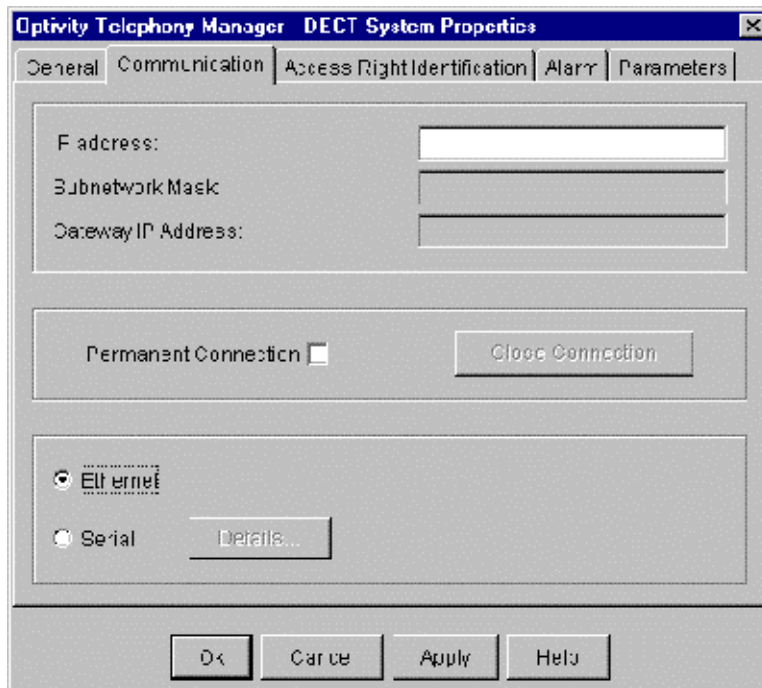 Optivity Telephony Manager DECT System Properties
General Communication Access Right Identification Alarm Parameters
IP address:
Subnetwork Mask:
Gateway IP Address:
Permanent Connection Close Connection
Ethernet
Serial Details...
Ok Cancel Apply Help